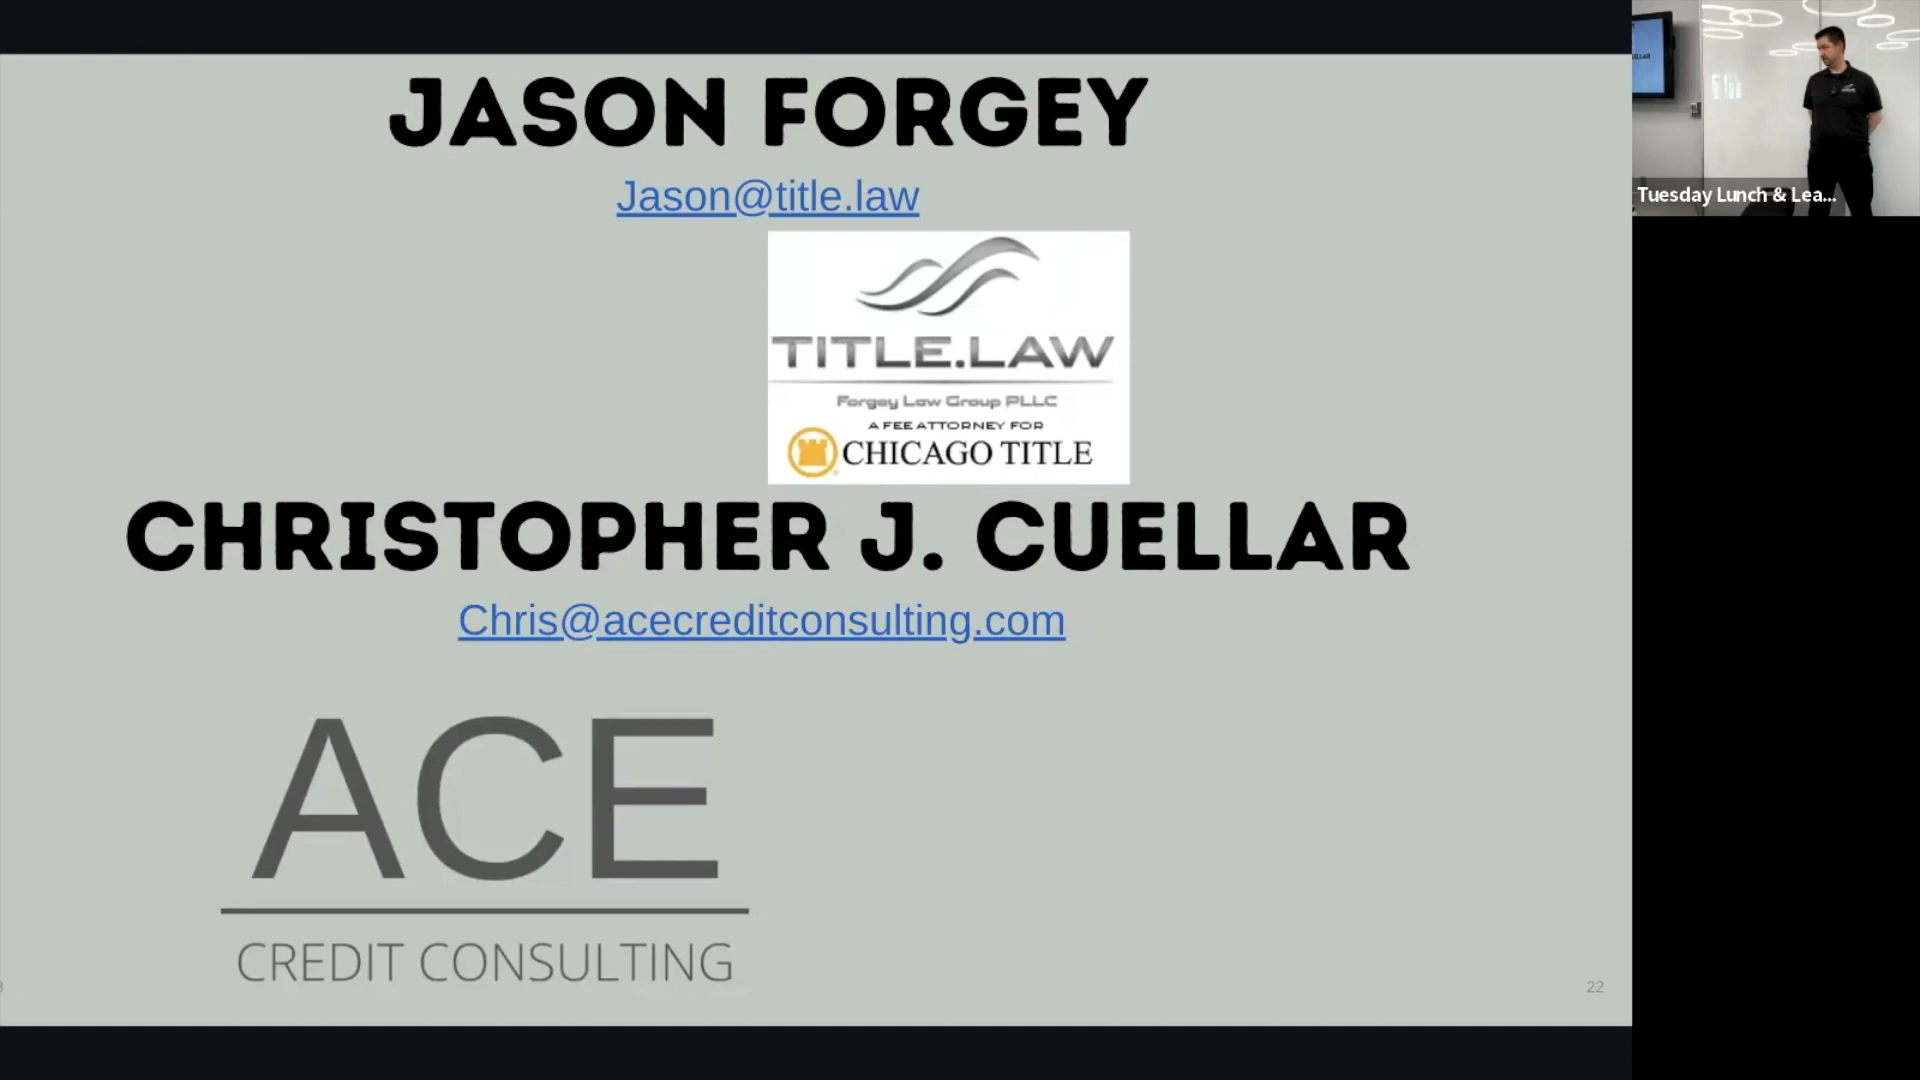 JASON FORGEY
Jason@title.law
TITLE.LAW
Forgey Law Group PLLC
A FEE ATTORNEY FOR
CHICAGO TITLE
CHRISTOPHER J. CUELLAR
Chris@acecreditconsulting.com
ACE
CREDIT CONSULTING
22
Tuesday Lunch & Lea...